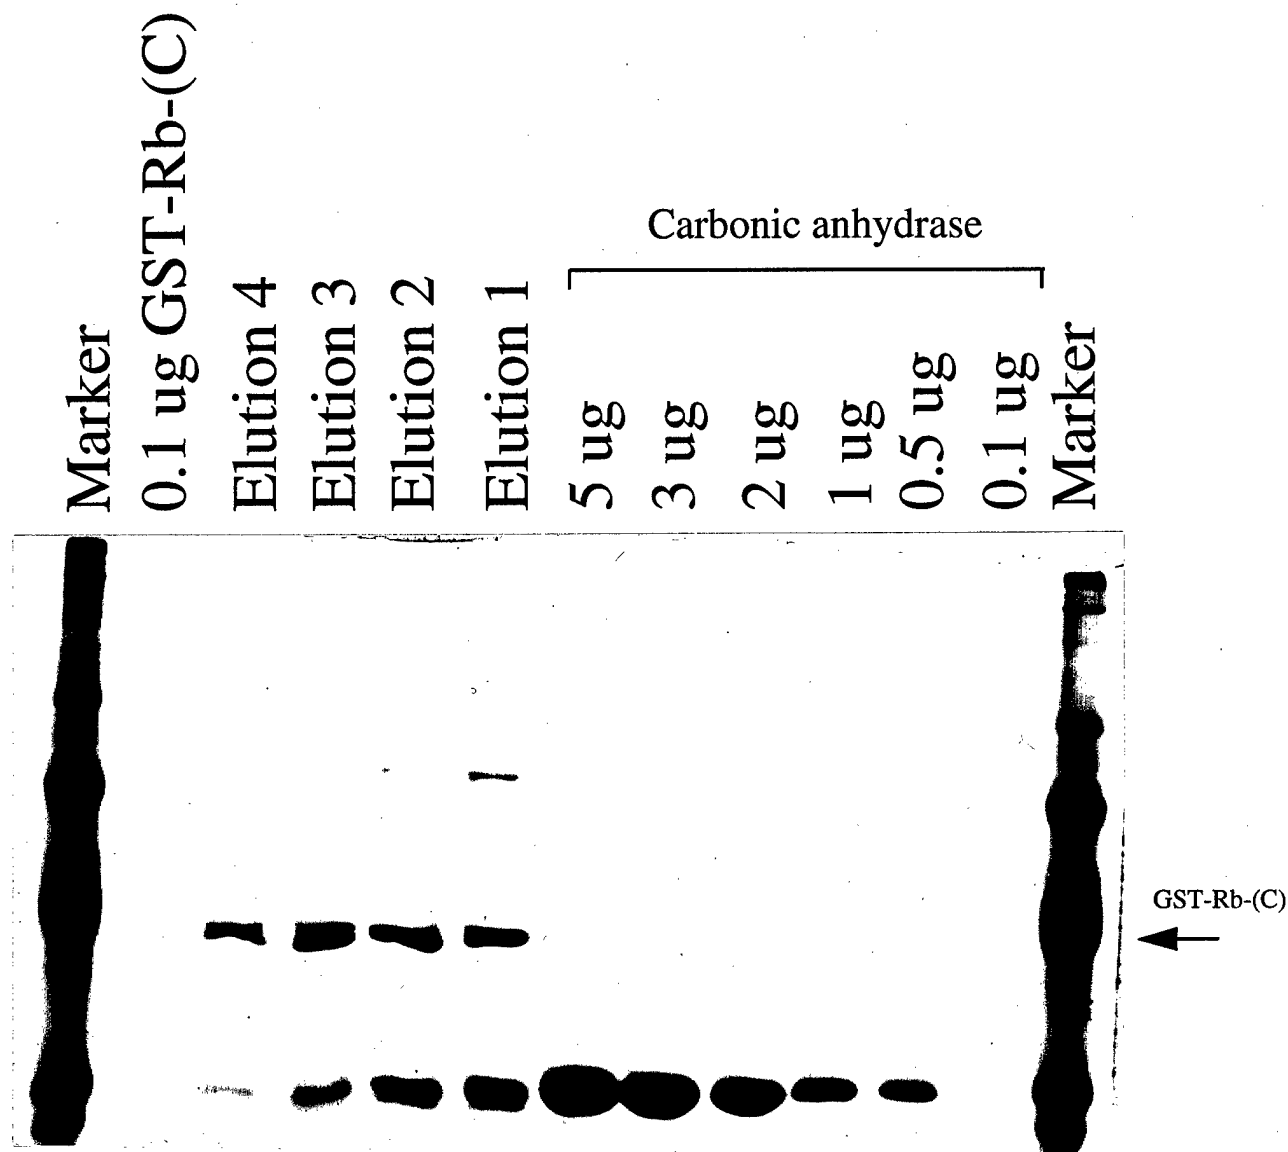 Carbonic anhydrase
Marker
0.1 ug GST-Rb-(C)
Elution 4
Elution 3
Elution 2
Elution 1
5 ug
3 ug
2 ug
1 ug
0.5 ug
0.1 ug
Marker
GST-Rb-(C)